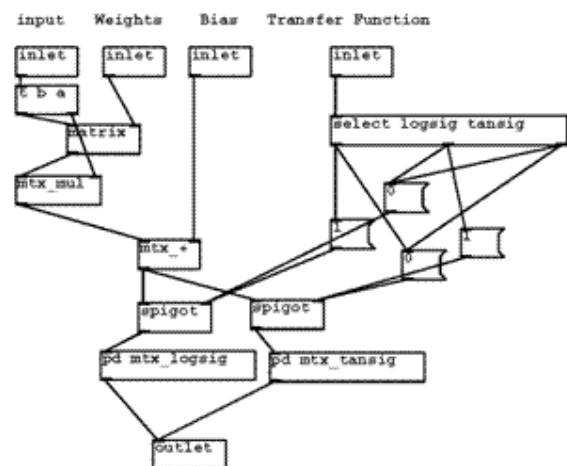 input Weights Bias Transfer Function
inlet inlet inlet inlet
t b a
select logsig tansig
matrix
mtx_mul
0
1
1
mtx_+
0
spigot
spigot
pd mtx_logsig
pd mtx_tansig
outlet